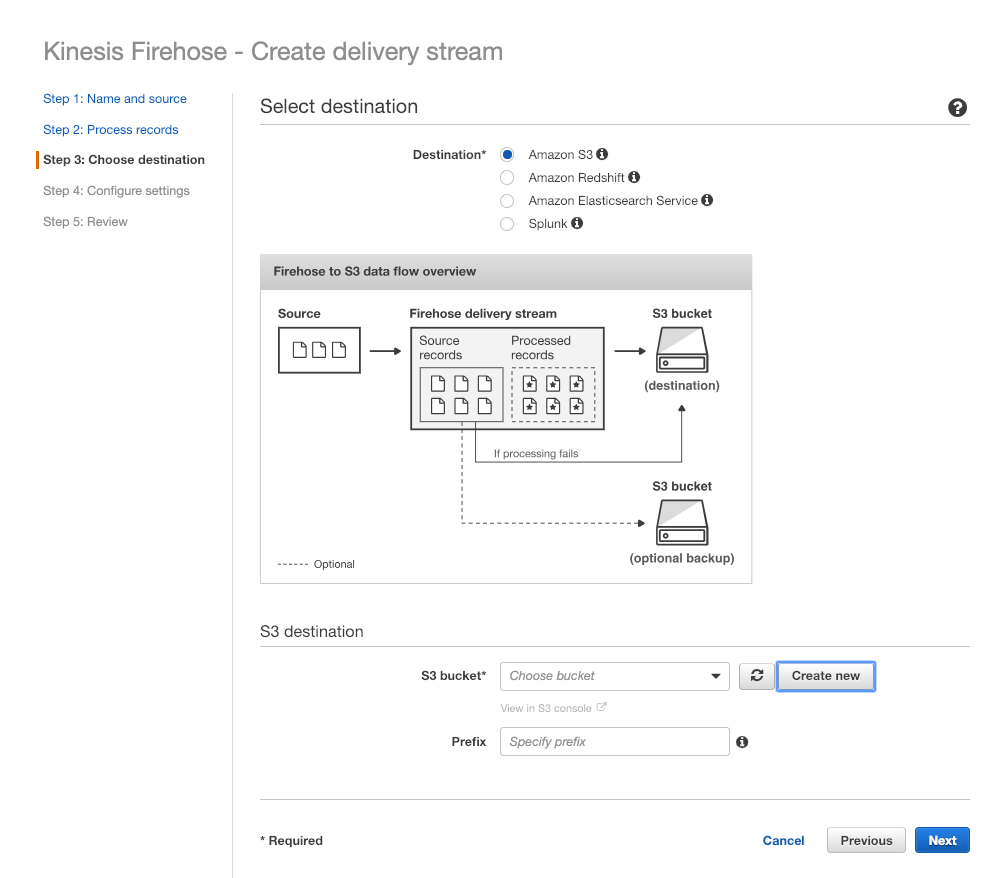 Kinesis Firehose - Create delivery stream
Step 1: Name and source
Step 2: Process records
Step 3: Choose destination
Step 4: Configure settings
Step 5: Review
Select destination
?
Destination*
Amazon S3
Amazon Redshift
Amazon Elasticsearch Service
Splunk
Firehose to S3 data flow overview
Source
Firehose delivery stream
S3 bucket
Source
records
Processed
records
(destination)
If processing fails
S3 bucket
(optional backup)
Optional
S3 destination
S3 bucket*
Choose bucket
Create new
View in S3 console
Prefix
Specify prefix
* Required
Cancel
Previous
Next